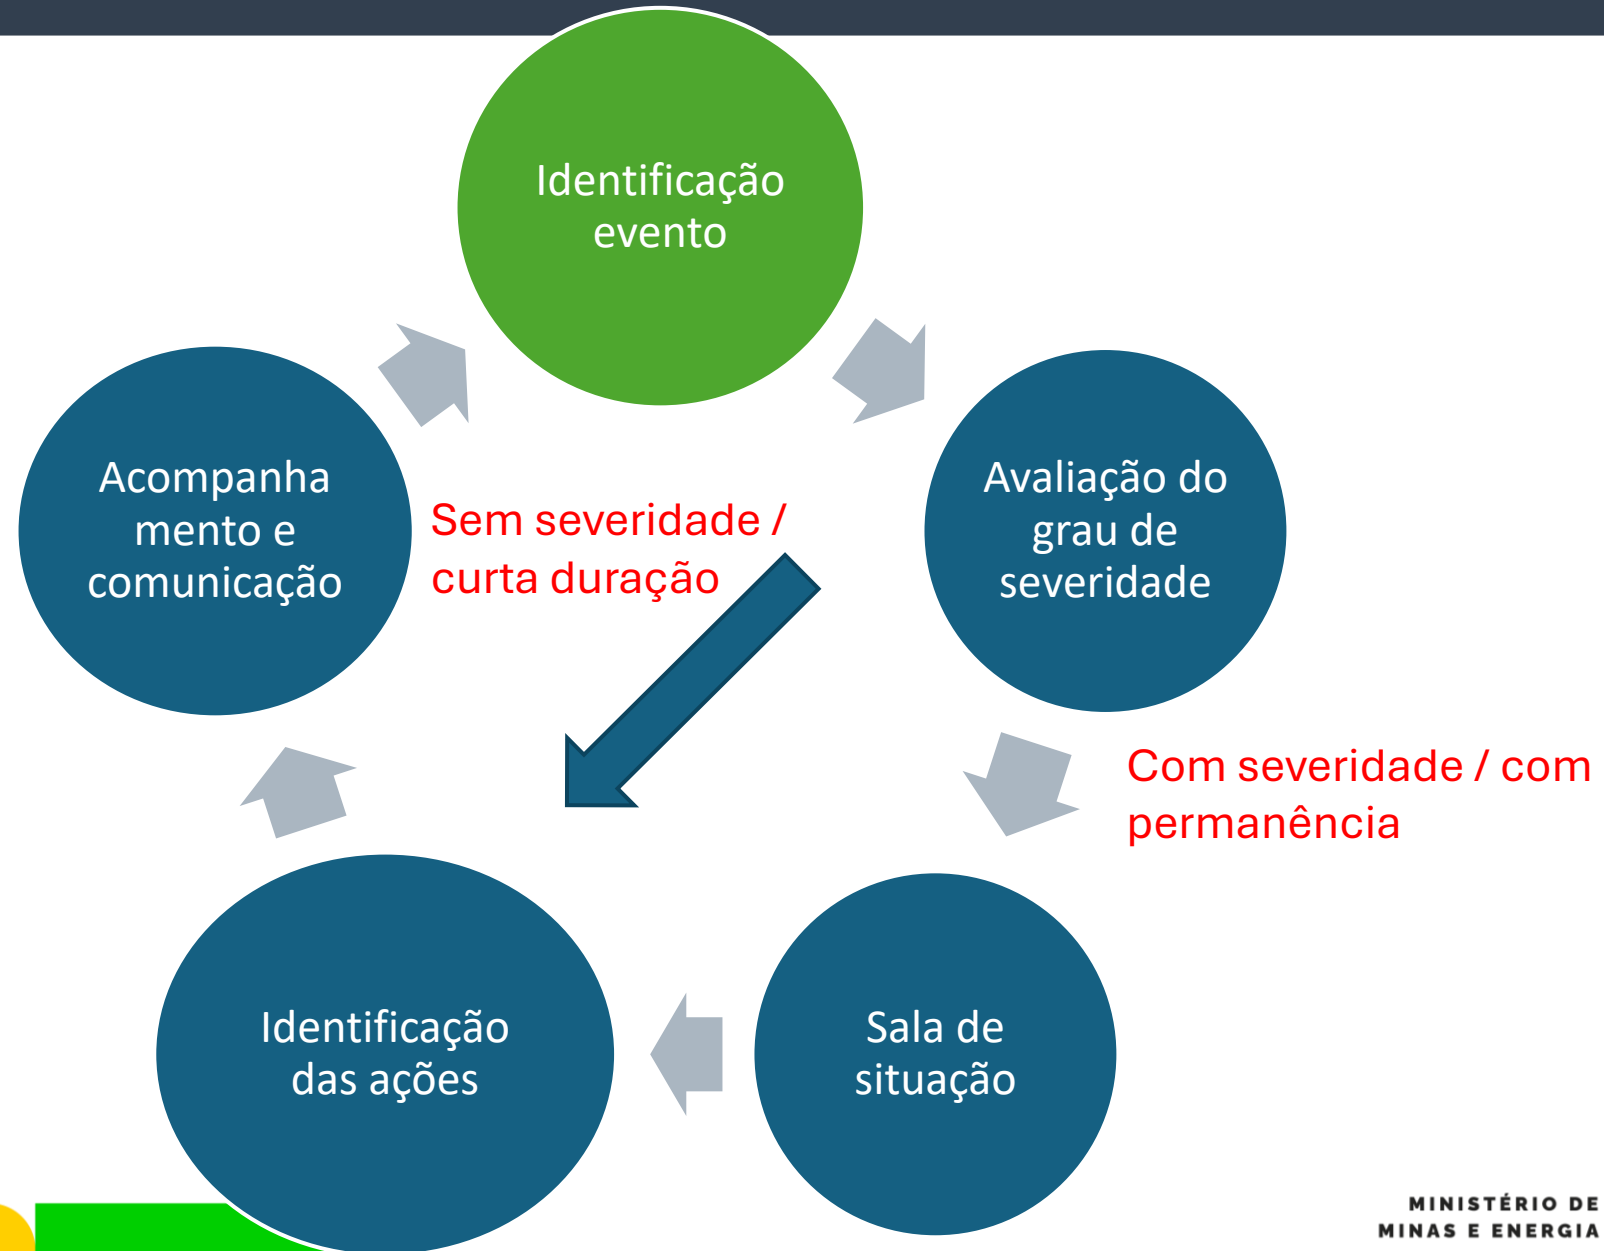 Identificação
evento
Avaliação do
grau de
severidade
Acompanha
mento e
comunicação
Sem severidade /
curta duração
Com severidade / com
permanência
Sala de
situação
Identificação
das ações
MINISTÉRIO DE
MINAS E ENERGIA